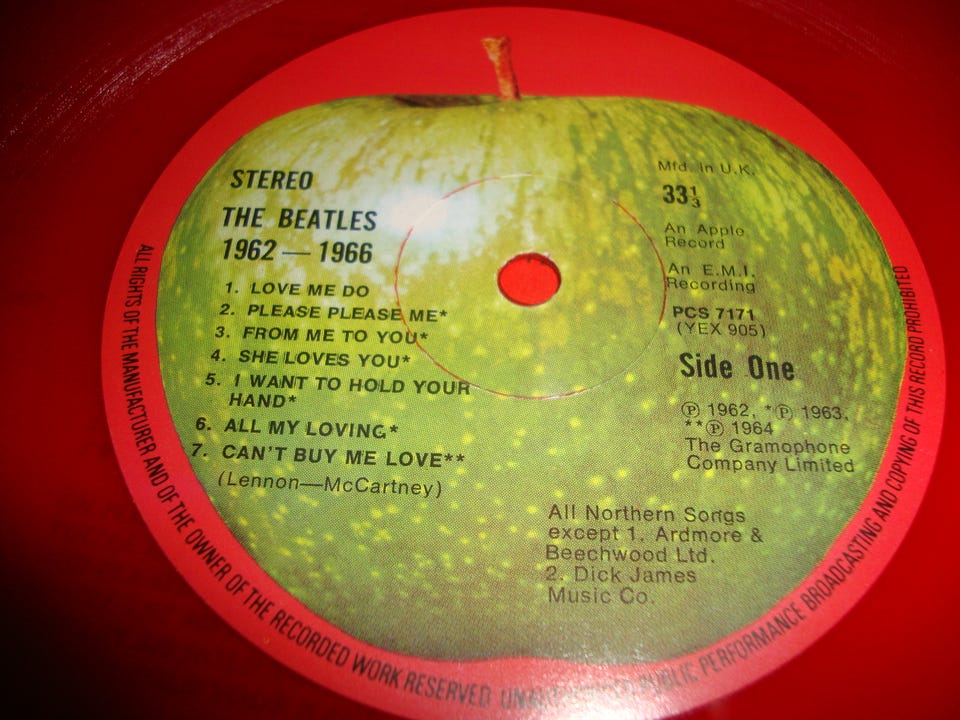 STEREO
THE BEATLES
1962 — 1966
1. LOVE ME DO
2. PLEASE PLEASE ME*
3. FROM ME TO YOU*
4. SHE LOVES YOU*
5. I WANT TO HOLD YOUR
HAND*
6. ALL MY LOVING*
7. CAN'T BUY ME LOVE**
(Lennon—McCartney)
Mfd. in U.K.
33⅓
An Apple
Record
An E.M.I.
Recording
PCS 7171
(YEX 905)
Side One
Ⓟ 1962, *Ⓟ 1963,
**Ⓟ 1964
The Gramophone
Company Limited
All Northern Songs
except 1. Ardmore &
Beechwood Ltd.
2. Dick James
Music Co.
ALL RIGHTS OF THE MANUFACTURER AND OF THE OWNER OF THE RECORDED WORK RESERVED PUBLIC PERFORMANCE BROADCASTING AND COPYING OF THIS RECORD PROHIBITED